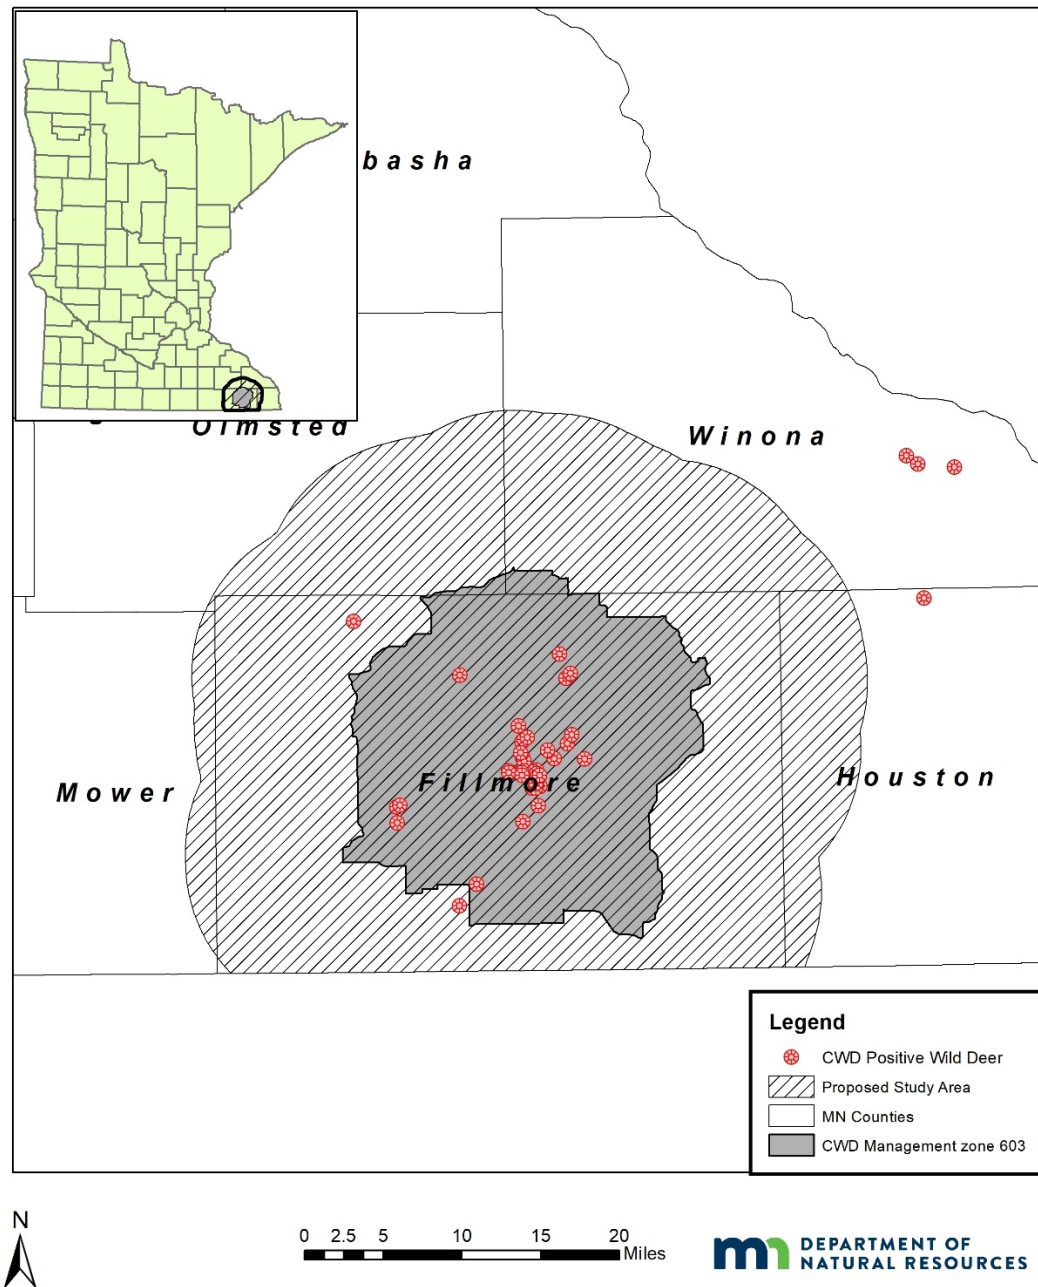 basha
Olmsted
Winona
Mower
Fillmore
Houston
Legend
CWD Positive Wild Deer
Proposed Study Area
MN Counties
CWD Management zone 603
N
0 2.5 5 10 15 20
Miles
DEPARTMENT OF
NATURAL RESOURCES